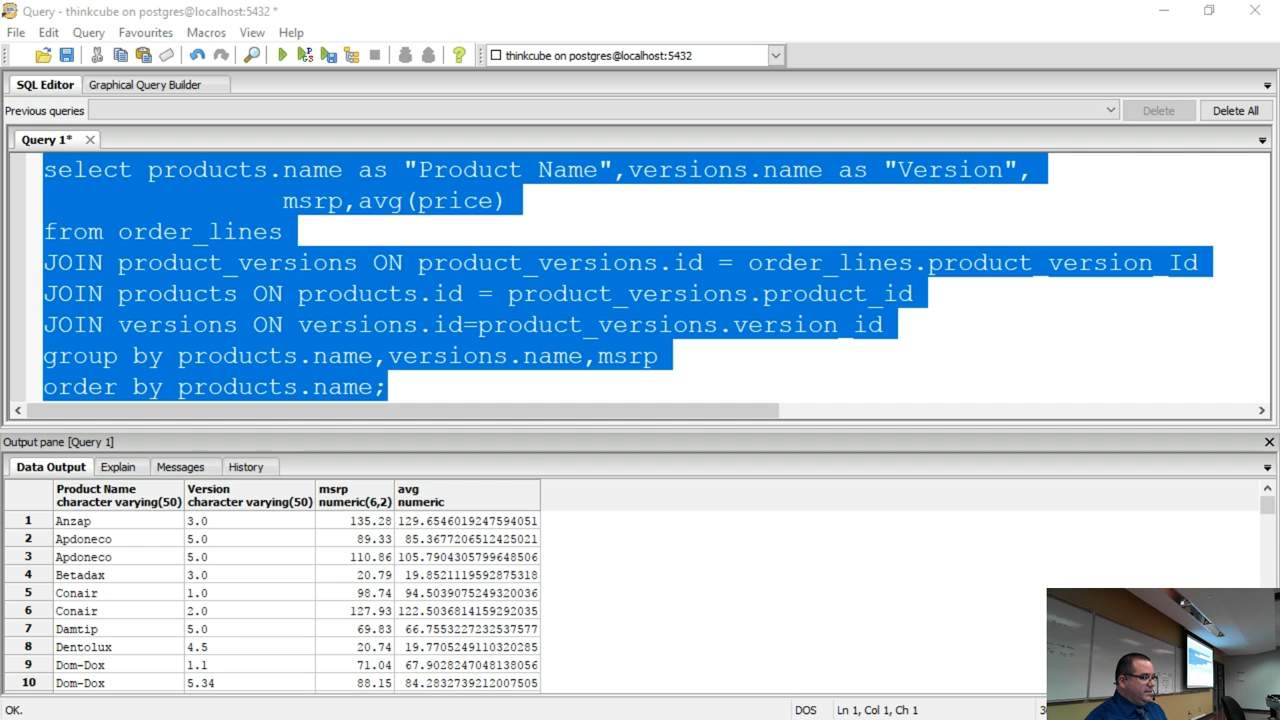 Query - thinkcube on postgres@localhost:5432 *
File Edit Query Favourites Macros View Help
thinkcube on postgres@localhost:5432
SQL Editor Graphical Query Builder
Previous queries Delete Delete All
Query 1*
select products.name as "Product Name",versions.name as "Version",
msrp,avg(price)
from order_lines
JOIN product_versions ON product_versions.id = order_lines.product_version_Id
JOIN products ON products.id = product_versions.product_id
JOIN versions ON versions.id=product_versions.version_id
group by products.name,versions.name,msrp
order by products.name;
Output pane [Query 1]
Data Output Explain Messages History
Product Name Version msrp avg
character varying(50) character varying(50) numeric(6,2) numeric
1 Anzap 3.0 135.28 129.6546019247594051
2 Apdoneco 5.0 89.33 85.3677206512425021
3 Apdoneco 5.0 110.86 105.7904305799648506
4 Betadax 3.0 20.79 19.8521119592875318
5 Conair 1.0 98.74 94.5039075249320036
6 Conair 2.0 127.93 122.5036814159292035
7 Damtip 5.0 69.83 66.7553227232537577
8 Dentolux 4.5 20.74 19.7705249110320285
9 Dom-Dox 1.1 71.04 67.9028247048138056
10 Dom-Dox 5.34 88.15 84.2832739212007505
OK. DOS Ln 1, Col 1, Ch 1